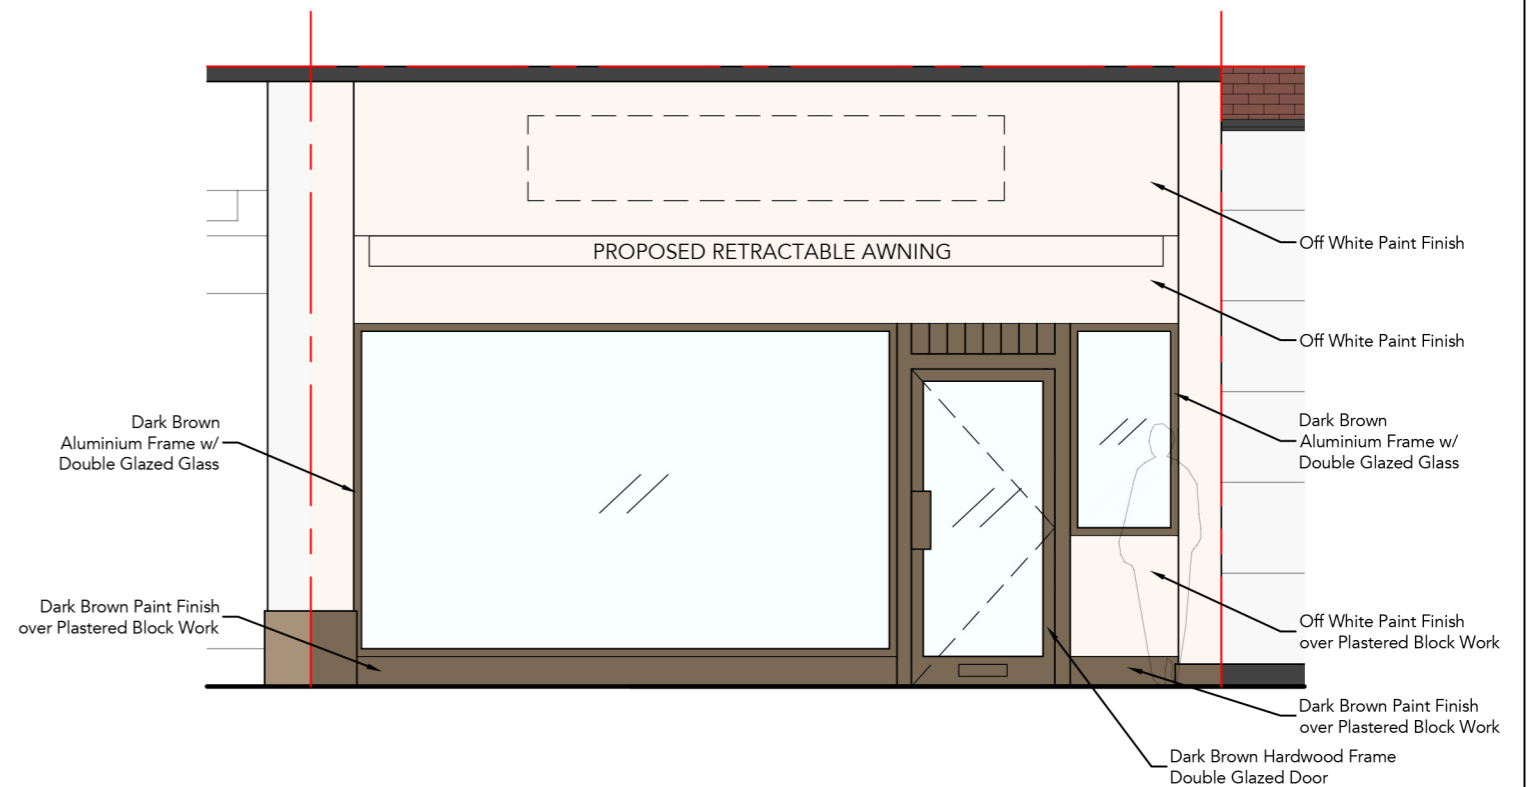 PROPOSED RETRACTABLE AWNING
Off White Paint Finish
Off White Paint Finish
Dark Brown
Aluminium Frame w/
Double Glazed Glass
Dark Brown
Aluminium Frame w/
Double Glazed Glass
Dark Brown Paint Finish
over Plastered Block Work
Off White Paint Finish
over Plastered Block Work
Dark Brown Paint Finish
over Plastered Block Work
Dark Brown Hardwood Frame
Double Glazed Door